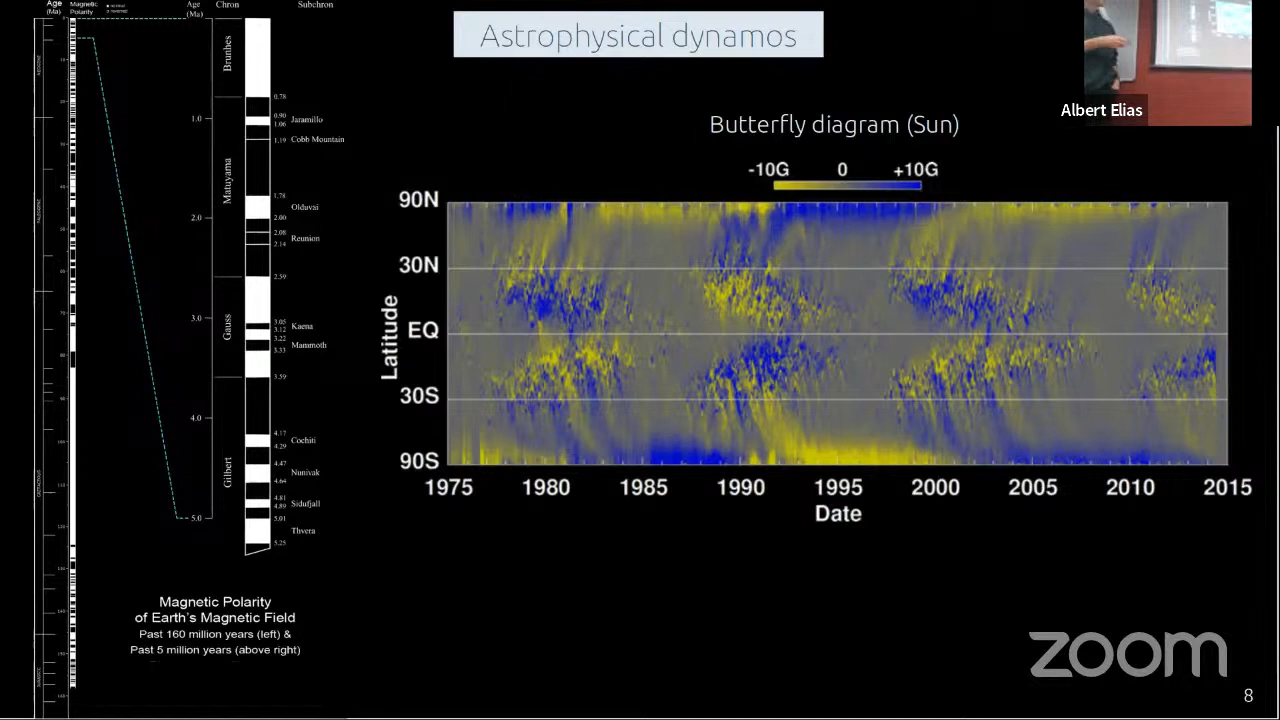 Age
(Ma)
Magnetic
Polarity
Age
(Ma)
Chron
Subchron
Astrophysical dynamos
Albert Elias
Butterfly diagram (Sun)
-10G 0 +10G
90N
30N
EQ
30S
90S
Latitude
1975 1980 1985 1990 1995 2000 2005 2010 2015
Date
1.0
2.0
3.0
4.0
5.0
Brunhes
Matuyama
Gauss
Gilbert
0.78
0.90
1.06
Jaramillo
1.19
Cobb Mountain
1.78
Olduvai
2.00
2.08
Reunion
2.14
2.59
3.05
Kaena
3.12
3.22
Mammoth
3.33
3.59
4.17
Cochiti
4.29
4.47
Nunivak
4.64
4.81
Sidufjall
4.89
5.01
Thvera
5.25
Magnetic Polarity
of Earth's Magnetic Field
Past 160 million years (left) &
Past 5 million years (above right)
zoom
8